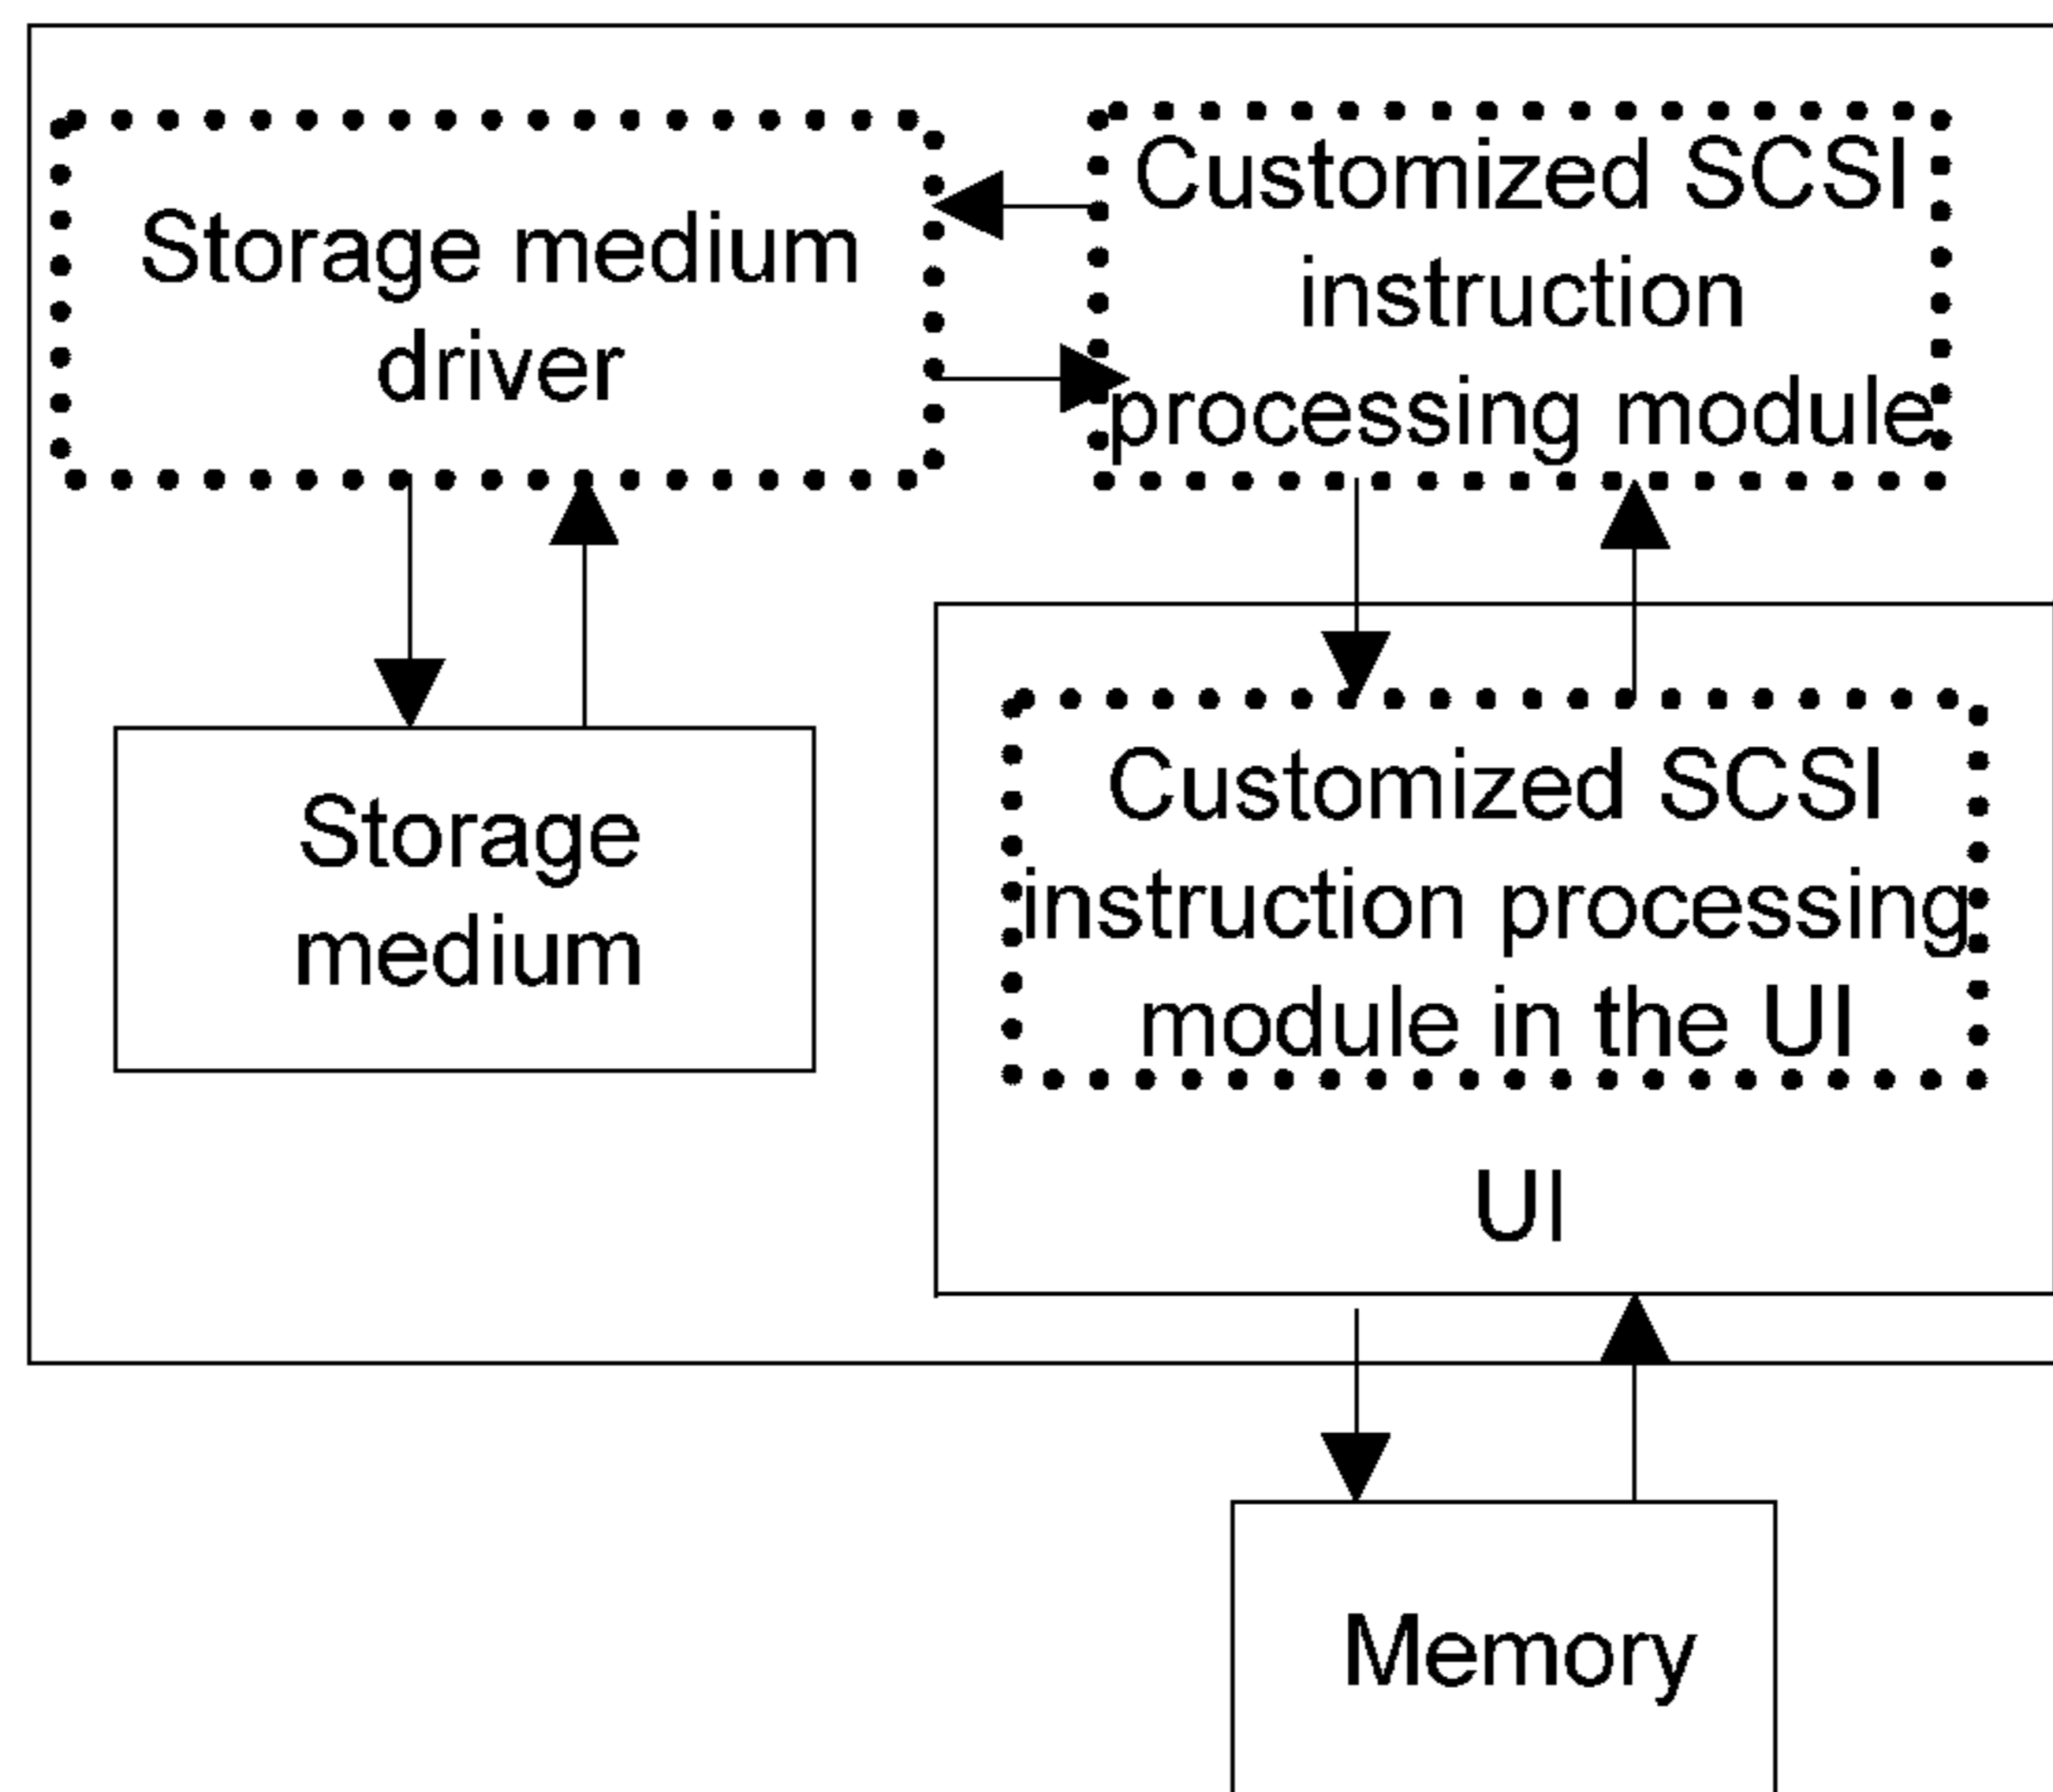 Storage medium
driver
Customized SCSI
instruction
processing module
Storage
medium
Customized SCSI
instruction processing
module in the UI
UI
Memory